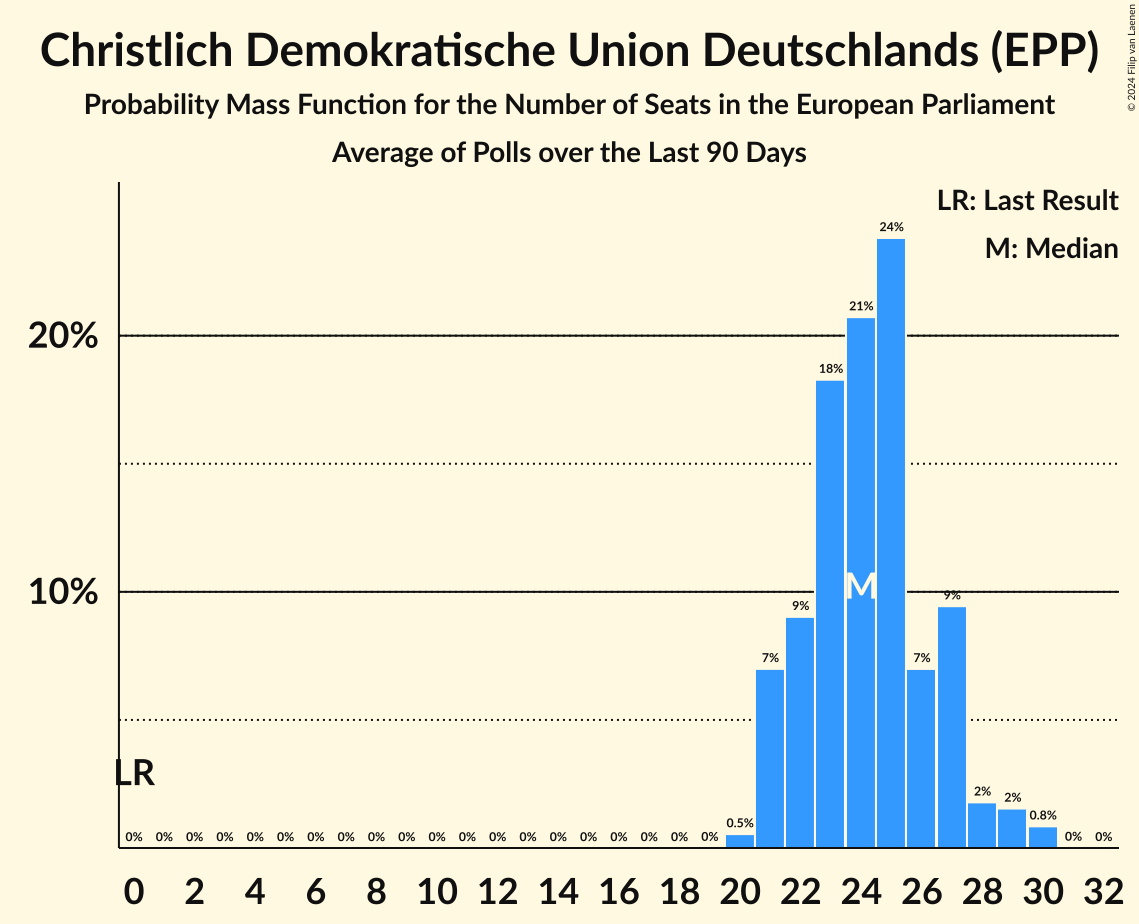 Christlich Demokratische Union Deutschlands (EPP)
Probability Mass Function for the Number of Seats in the European Parliament
Average of Polls over the Last 90 Days
© 2024 Filip van Laenen
LR: Last Result
M: Median
24%
21%
20%
18%
M
10%
9%
9%
7%
7%
LR
2%
2%
0.8%
0.5%
0% 0% 0% 0% 0% 0% 0% 0% 0% 0% 0% 0% 0% 0% 0% 0% 0% 0% 0% 0% 0% 0%
0 2 4 6 8 10 12 14 16 18 20 22 24 26 28 30 32